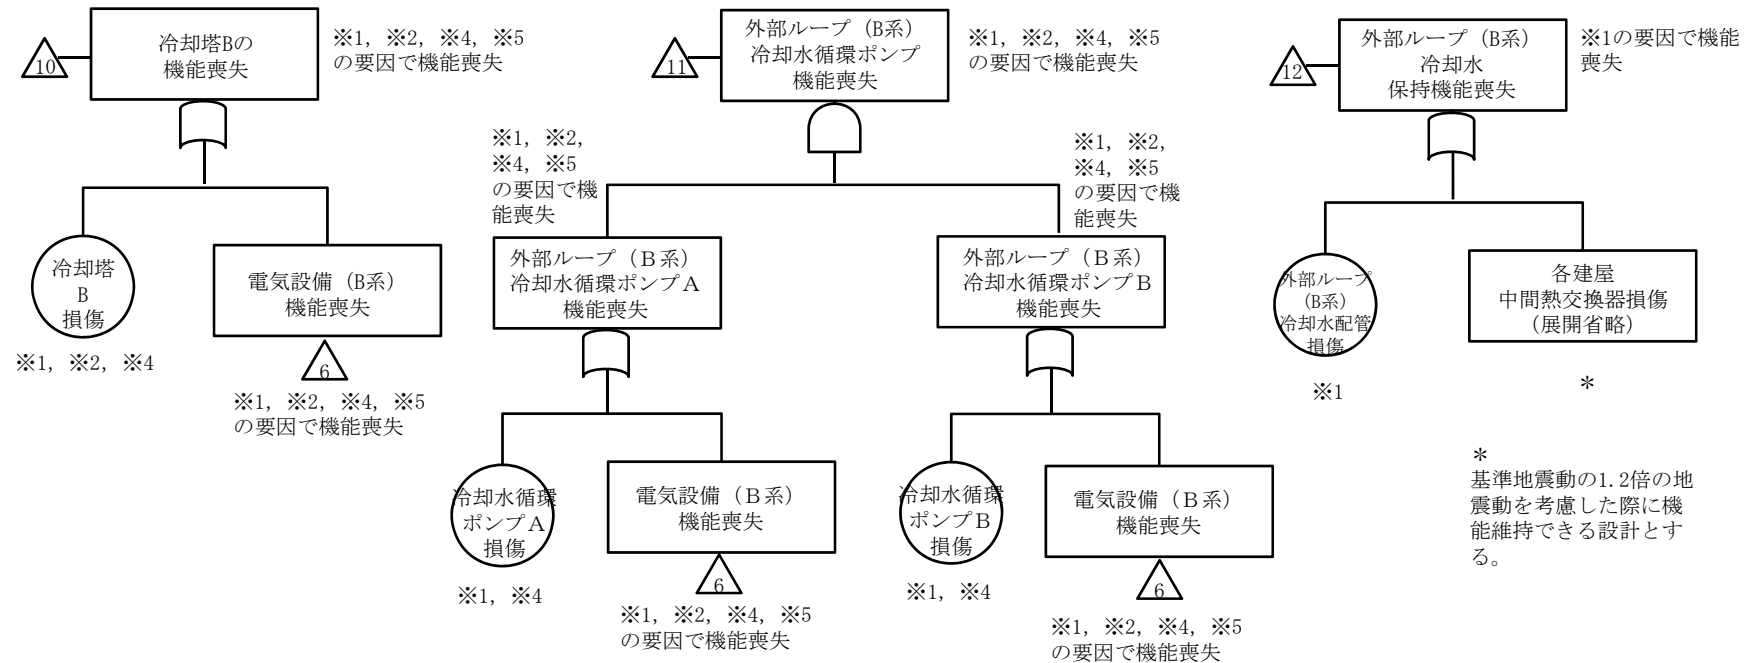 冷却塔Bの
機能喪失
10
※1, ※2, ※4, ※5
の要因で機能喪失
冷却塔
B
損傷
※1, ※2, ※4
電気設備（B系）
機能喪失
6
※1, ※2, ※4, ※5
の要因で機能喪失
外部ループ（B系）
冷却水循環ポンプ
機能喪失
11
※1, ※2, ※4, ※5
の要因で機能喪失
※1, ※2,
※4, ※5
の要因で機
能喪失
外部ループ（Ｂ系）
冷却水循環ポンプＡ
機能喪失
冷却水循環
ポンプＡ
損傷
※1, ※4
電気設備（Ｂ系）
機能喪失
6
※1, ※2, ※4, ※5
の要因で機能喪失
※1, ※2,
※4, ※5
の要因で機
能喪失
外部ループ（Ｂ系）
冷却水循環ポンプＢ
機能喪失
冷却水循環
ポンプＢ
損傷
※1, ※4
電気設備（Ｂ系）
機能喪失
6
※1, ※2, ※4, ※5
の要因で機能喪失
外部ループ（B系）
冷却水
保持機能喪失
12
※1の要因で機能
喪失
外部ループ
（B系）
冷却水配管
損傷
※1
各建屋
中間熱交換器損傷
（展開省略）
＊
＊
基準地震動の1.2倍の地
震動を考慮した際に機
能維持できる設計とす
る。